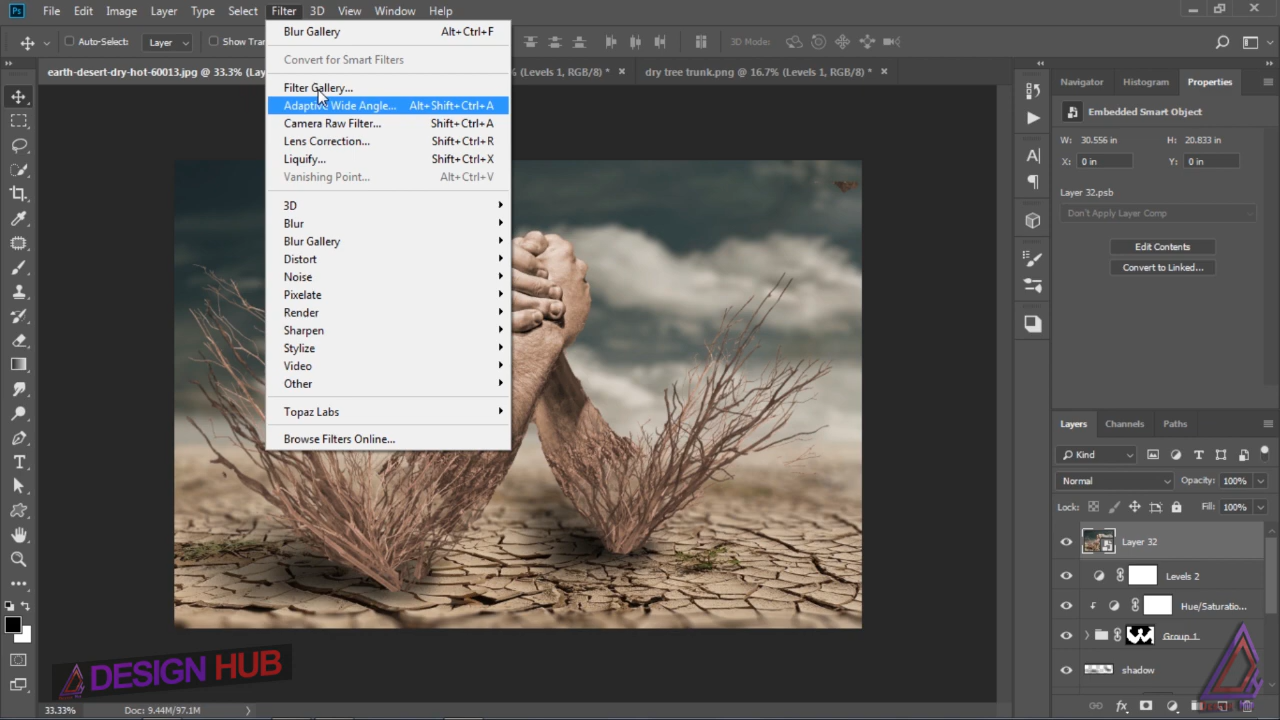 Ps File Edit Image Layer Type Select Filter 3D View Window Help
Auto-Select: Layer Show Tra 3D Mode:
earth-desert-dry-hot-60013.jpg @ 33.3% (Lay % (Levels 1, RGB/8) * × dry tree trunk.png @ 16.7% (Levels 1, RGB/8) * ×
Blur Gallery Alt+Ctrl+F
Convert for Smart Filters
Filter Gallery...
Adaptive Wide Angle... Alt+Shift+Ctrl+A
Camera Raw Filter... Shift+Ctrl+A
Lens Correction... Shift+Ctrl+R
Liquify... Shift+Ctrl+X
Vanishing Point... Alt+Ctrl+V
3D
Blur
Blur Gallery
Distort
Noise
Pixelate
Render
Sharpen
Stylize
Video
Other
Topaz Labs
Browse Filters Online...
Navigator Histogram Properties
Embedded Smart Object
W: 30.556 in H: 20.833 in
X: 0 in Y: 0 in
Layer 32.psb
Don't Apply Layer Comp
Edit Contents
Convert to Linked...
Layers Channels Paths
Kind
Normal Opacity: 100%
Lock: Fill: 100%
Layer 32
Levels 2
Hue/Saturatio...
Group 1
shadow
DESIGN HUB
33.33% Doc: 9.44M/97.1M